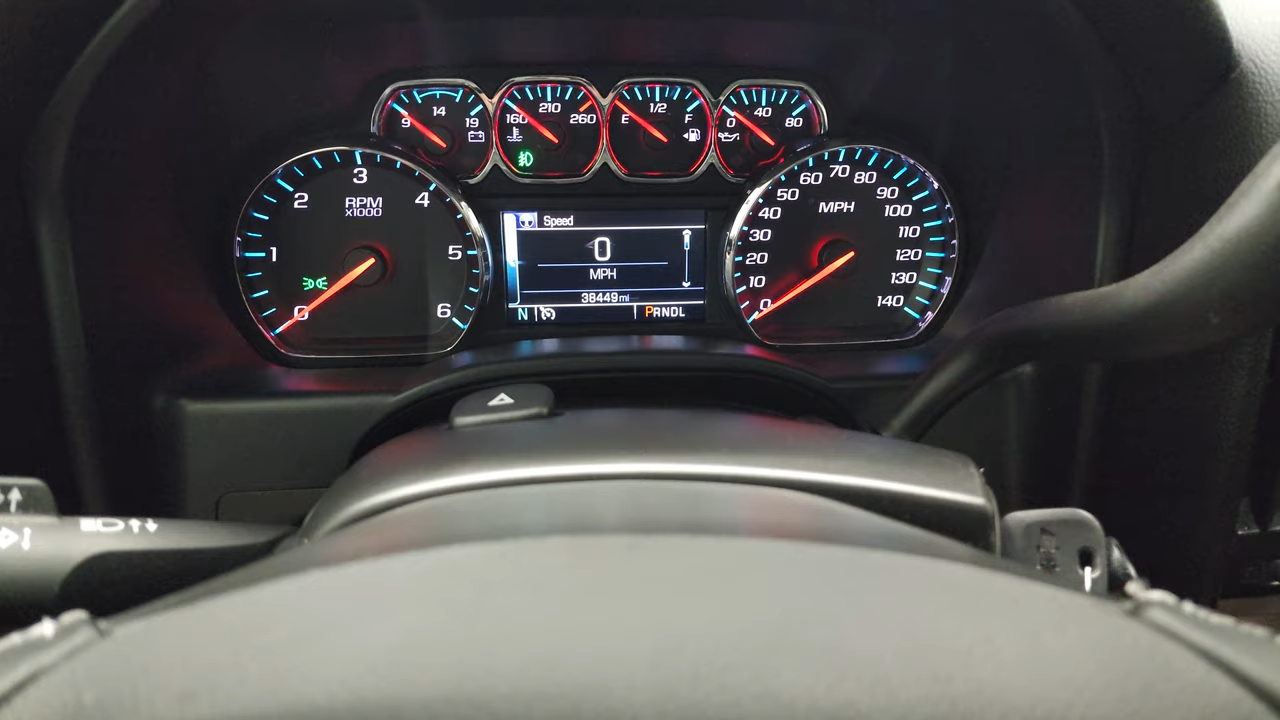 14
9 19
210
160 260
1/2
E F
40
0 80
3
2 4
RPM
X1000
1 5
0 6
Speed
0
MPH
38449 mi
N PRNDL
70
60 80
50 90
MPH
40 100
30 110
20 120
10 130
0 140